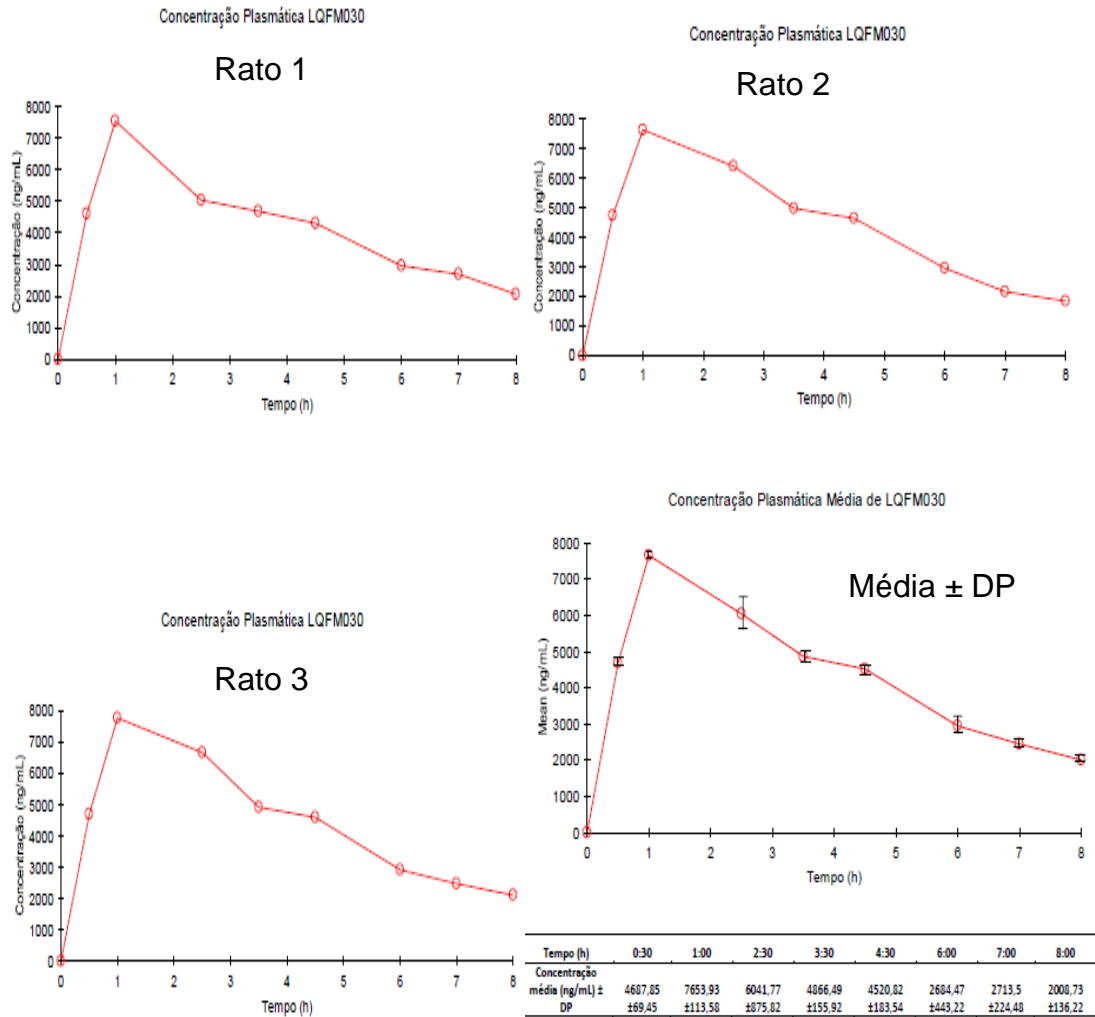 Concentração Plasmática LQFM030
Rato 1
8000
7000
6000
5000
4000
3000
2000
1000
0
Concentração (ng/mL)
0 1 2 3 4 5 6 7 8
Tempo (h)
Concentração Plasmática LQFM030
Rato 2
8000
7000
6000
5000
4000
3000
2000
1000
0
Concentração (ng/mL)
0 1 2 3 4 5 6 7 8
Tempo (h)
Concentração Plasmática LQFM030
Rato 3
8000
7000
6000
5000
4000
3000
2000
1000
0
Concentração (ng/mL)
0 1 2 3 4 5 6 7 8
Tempo (h)
Concentração Plasmática Média de LQFM030
Média ± DP
8000
7000
6000
5000
4000
3000
2000
1000
0
Mean (ng/mL)
0 1 2 3 4 5 6 7 8
Tempo (h)
Tempo (h) 0:30 1:00 2:30 3:30 4:30 6:00 7:00 8:00
Concentração
média (ng/mL) ± 4687,85 7653,93 6041,77 4866,49 4520,82 2684,47 2713,5 2008,73
DP ±69,45 ±113,58 ±875,82 ±155,92 ±183,54 ±443,22 ±224,48 ±136,22